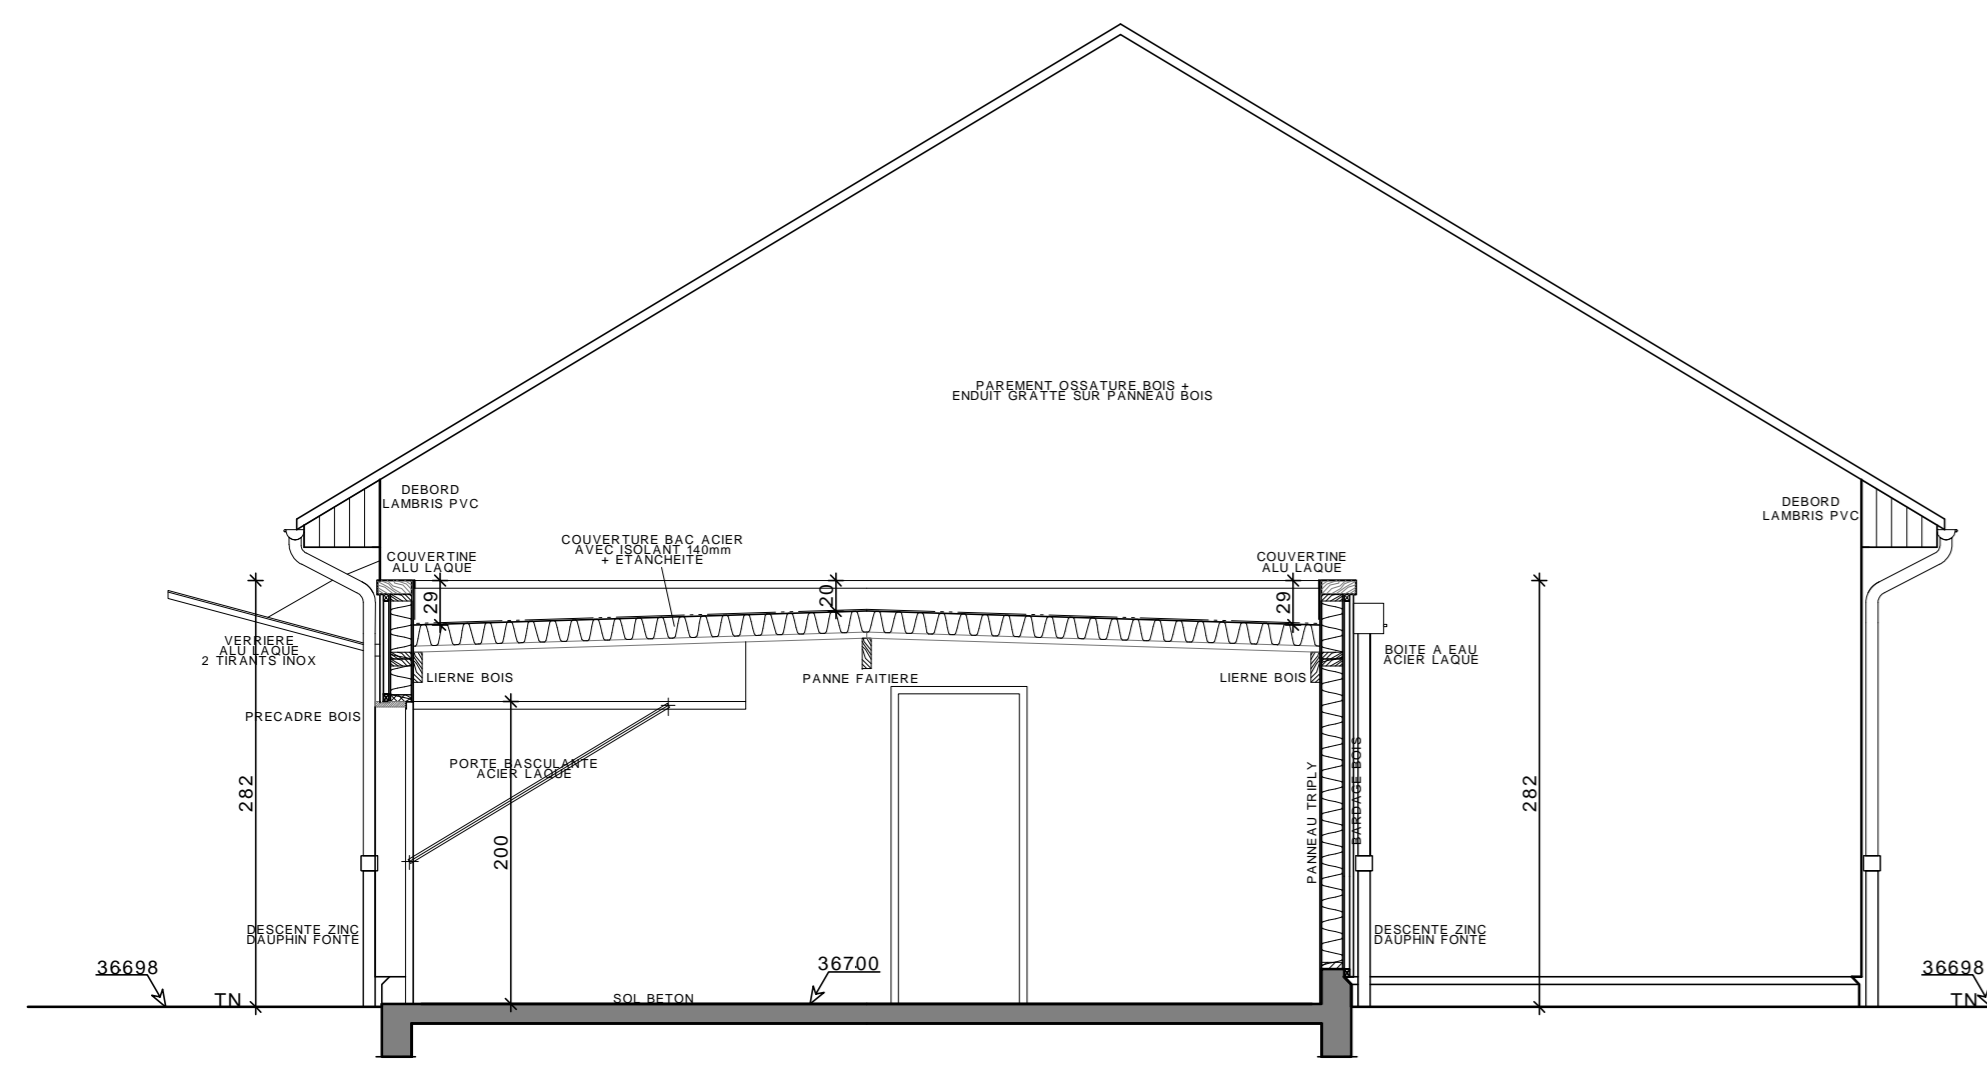 PAREMENT OSSATURE BOIS +
ENDUIT GRATTE SUR PANNEAU BOIS
DEBORD
LAMBRIS PVC
DEBORD
LAMBRIS PVC
COUVERTURE BAC ACIER
AVEC ISOLANT 140mm
+ ETANCHEITE
COUVERTINE
ALU LAQUE
COUVERTINE
ALU LAQUE
29
20
29
VERRIERE
ALU LAQUE
2 TIRANTS INOX
BOITE A EAU
ACIER LAQUE
LIERNE BOIS
PANNE FAITIERE
LIERNE BOIS
PRECADRE BOIS
PORTE BASCULANTE
ACIER LAQUE
282
200
PANNEAU TRIPLY
BARDAGE BOIS
282
DESCENTE ZINC
DAUPHIN FONTE
DESCENTE ZINC
DAUPHIN FONTE
36698
36700
36698
TN
SOL BETON
TN